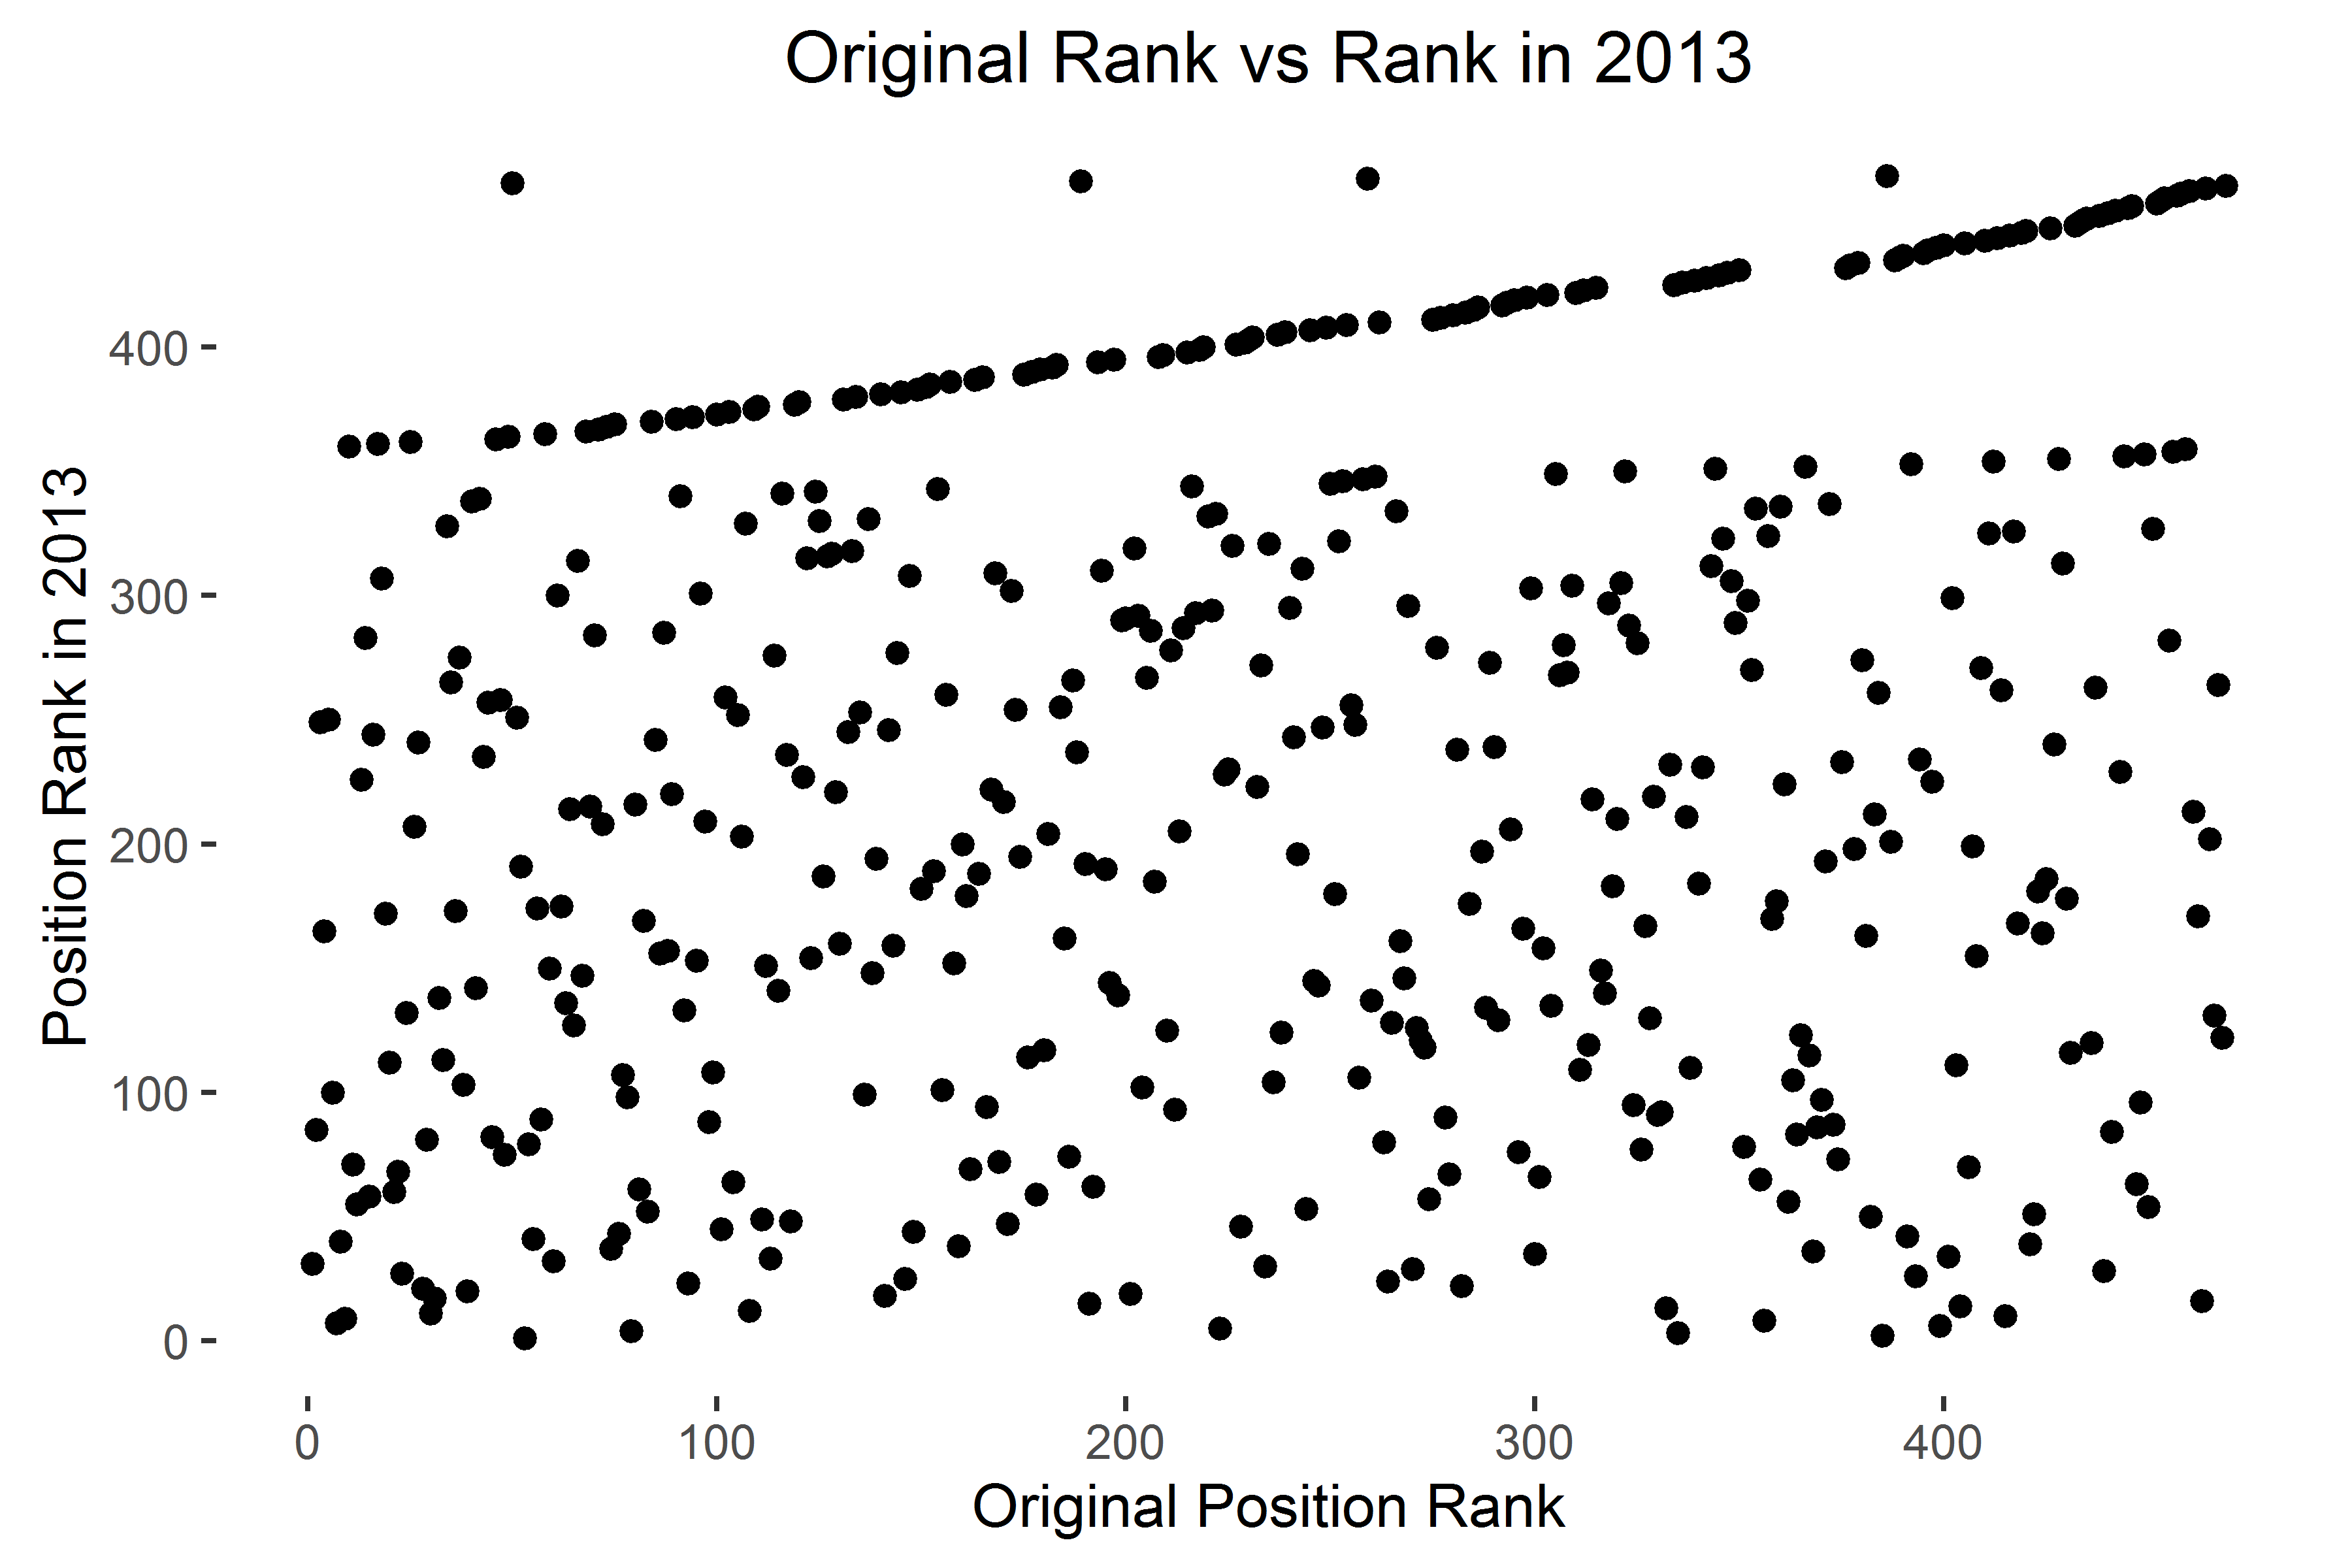 Original Rank vs Rank in 2013
Position Rank in 2013
400
300
200
100
0
0 100 200 300 400
Original Position Rank